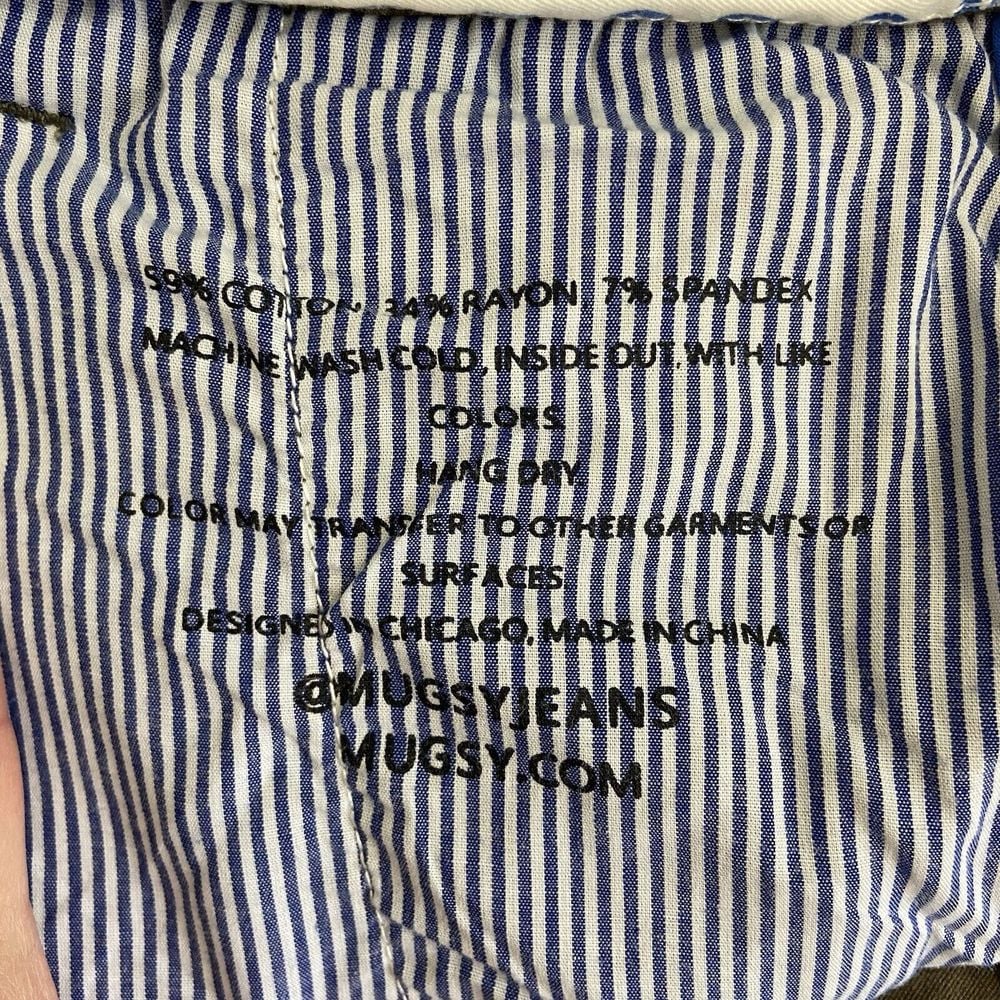 59% COTTON 34% RAYON 7% SPANDEX
MACHINE WASH COLD, INSIDE OUT, WITH LIKE
COLORS
HANG DRY
COLOR MAY TRANSFER TO OTHER GARMENTS OR
SURFACES
DESIGNED IN CHICAGO, MADE IN CHINA
@MUGSYJEANS
MUGSY.COM